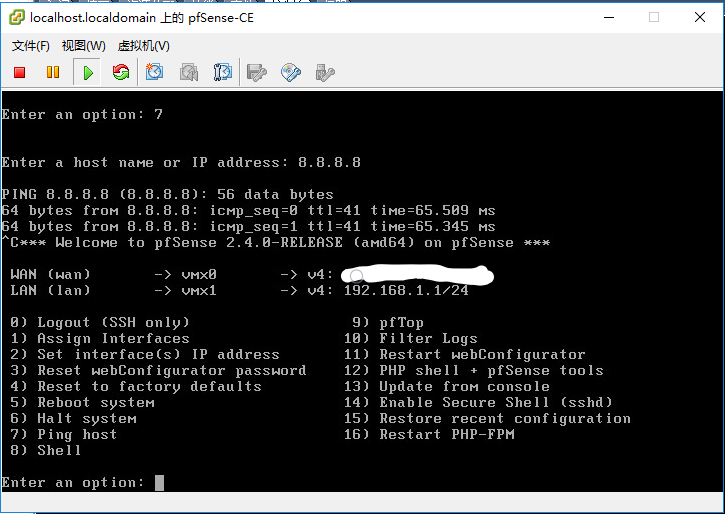 localhost.localdomain 上的 pfSense-CE
文件(F) 视图(W) 虚拟机(V)
Enter an option: 7
Enter a host name or IP address: 8.8.8.8
PING 8.8.8.8 (8.8.8.8): 56 data bytes
64 bytes from 8.8.8.8: icmp_seq=0 ttl=41 time=65.509 ms
64 bytes from 8.8.8.8: icmp_seq=1 ttl=41 time=65.345 ms
^C*** Welcome to pfSense 2.4.0-RELEASE (amd64) on pfSense ***
WAN (wan) -> vmx0 -> v4:
LAN (lan) -> vmx1 -> v4: 192.168.1.1/24
0) Logout (SSH only) 9) pfTop
1) Assign Interfaces 10) Filter Logs
2) Set interface(s) IP address 11) Restart webConfigurator
3) Reset webConfigurator password 12) PHP shell + pfSense tools
4) Reset to factory defaults 13) Update from console
5) Reboot system 14) Enable Secure Shell (sshd)
6) Halt system 15) Restore recent configuration
7) Ping host 16) Restart PHP-FPM
8) Shell
Enter an option: